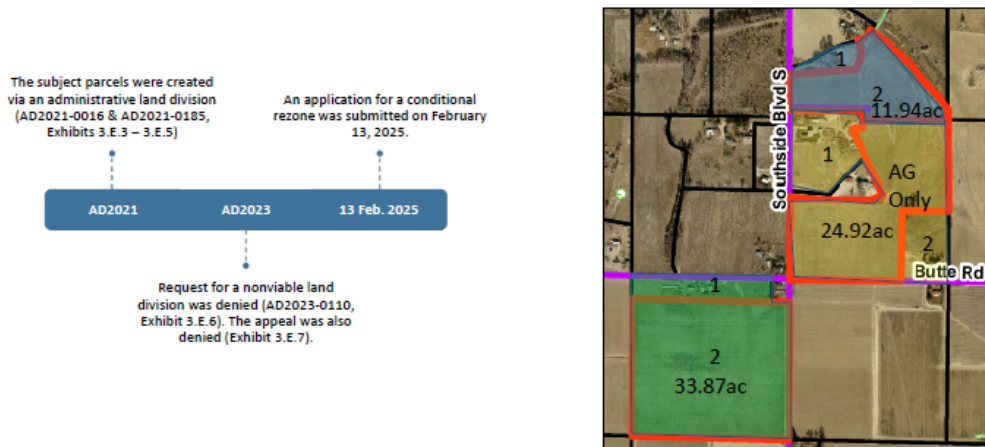 The subject parcels were created
via an administrative land division
(AD2021-0016 & AD2021-0185,
Exhibits 3.E.3 – 3.E.5)
An application for a conditional
rezone was submitted on February
13, 2025.
AD2021
AD2023
13 Feb. 2025
Request for a nonviable land
division was denied (AD2023-0110,
Exhibit 3.E.6). The appeal was also
denied (Exhibit 3.E.7).
1
2
11.94ac
Southside Blvd S
1
AG
Only
24.92ac
2
Butte Rd
1
2
33.87ac